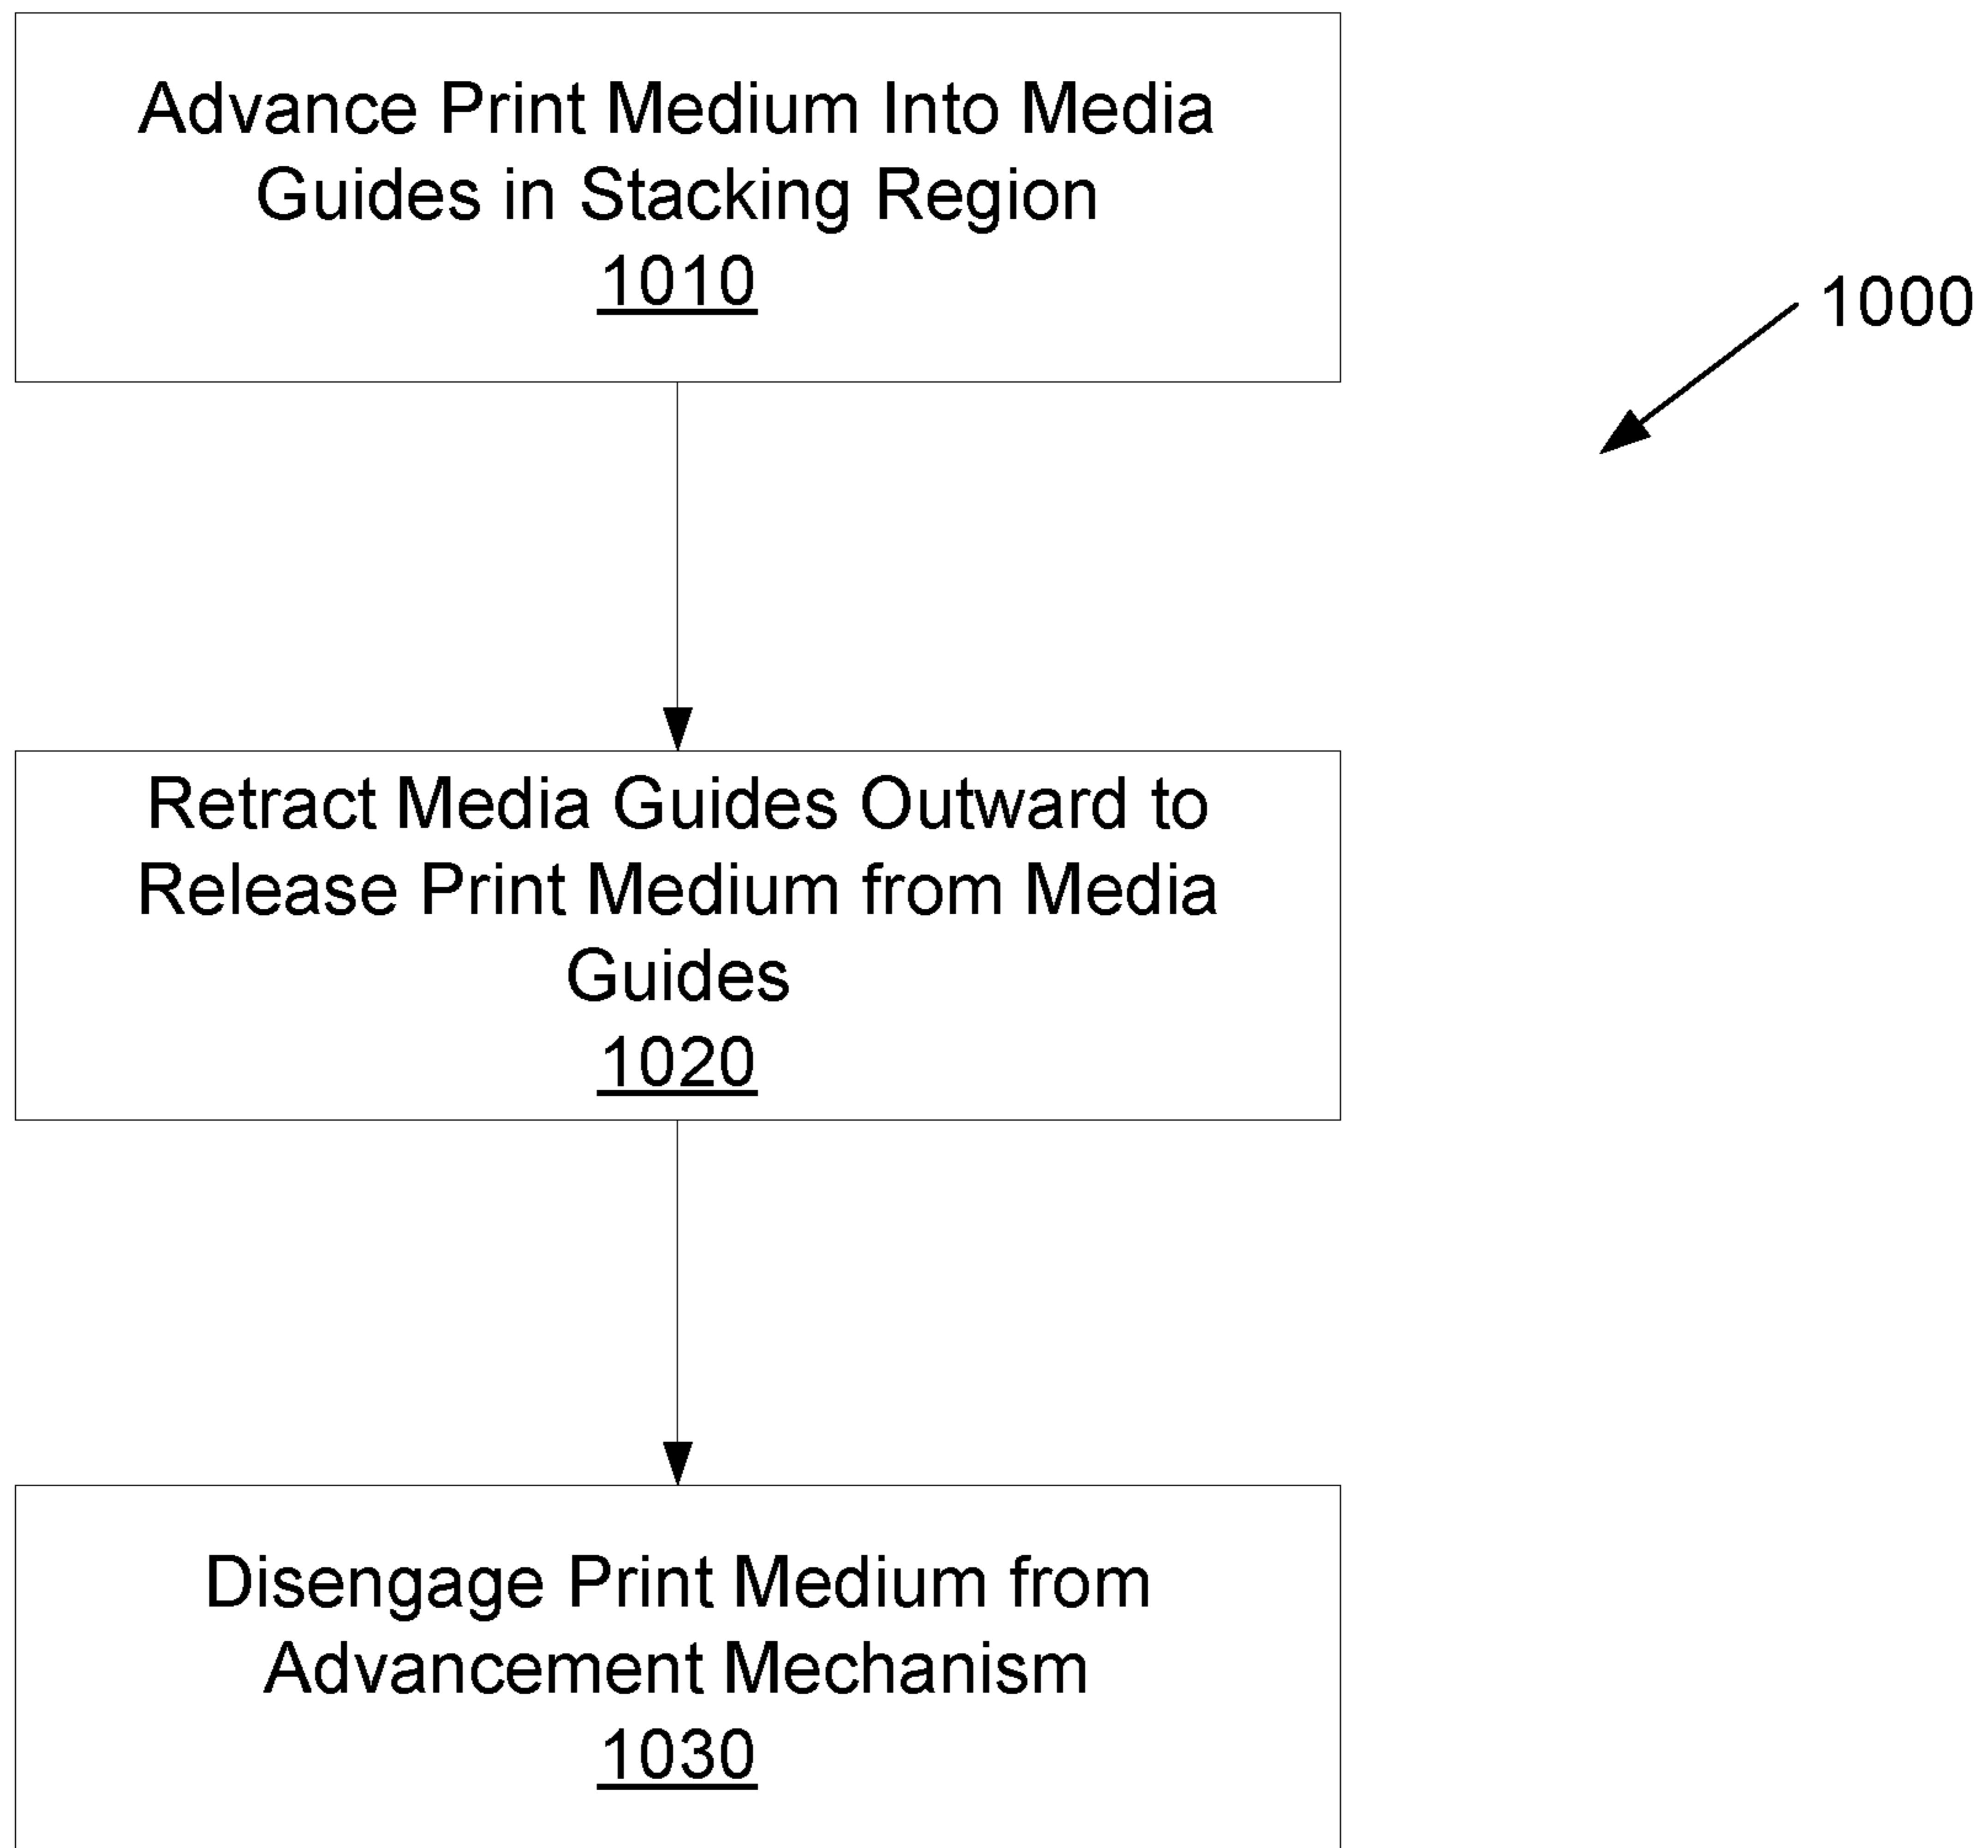 Advance Print Medium Into Media
Guides in Stacking Region
1010
1000
Retract Media Guides Outward to
Release Print Medium from Media
Guides
1020
Disengage Print Medium from
Advancement Mechanism
1030